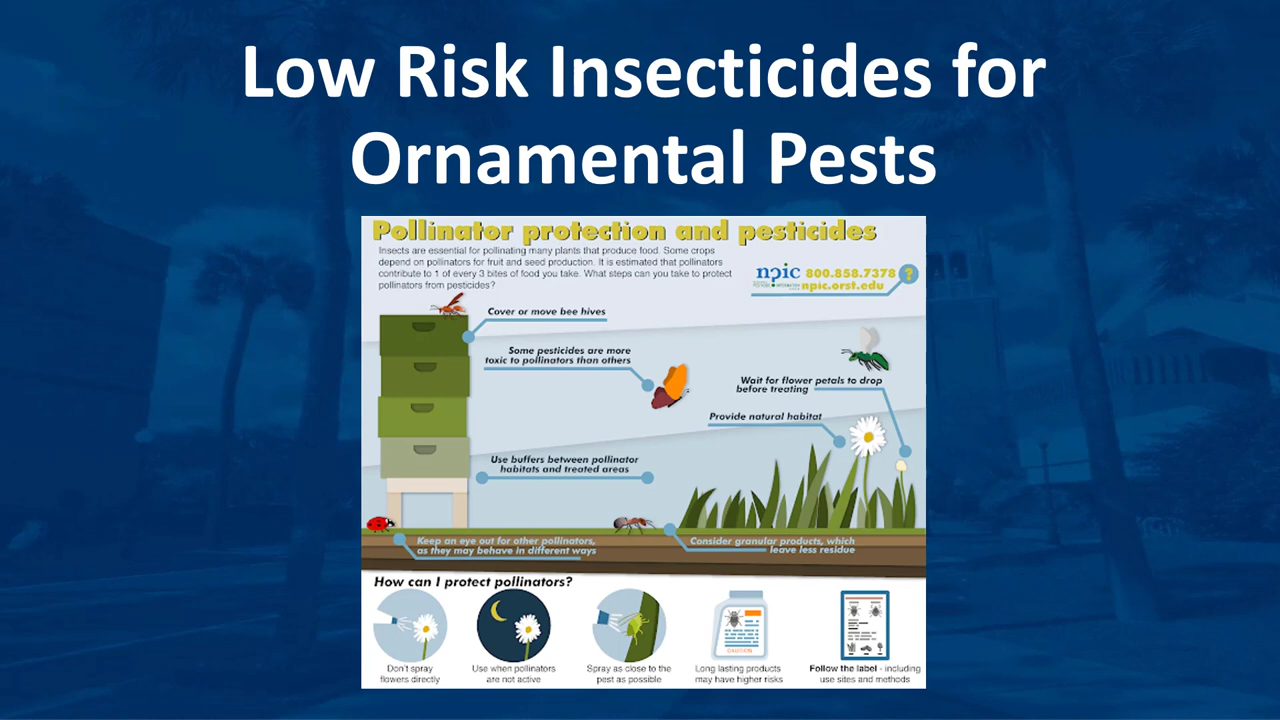 Low Risk Insecticides for
Ornamental Pests
Pollinator protection and pesticides
Insects are essential for pollinating many plants that produce food. Some crops
depend on pollinators for fruit and seed production. It is estimated that pollinators
contribute to 1 of every 3 bites of food you take. What steps can you take to protect
pollinators from pesticides?
npic 800.858.7378 ?
npic.orst.edu
Cover or move bee hives
Some pesticides are more
toxic to pollinators than others
Wait for flower petals to drop
before treating
Provide natural habitat
Use buffers between pollinator
habitats and treated areas
Keep an eye out for other pollinators,
as they may behave in different ways
Consider granular products, which
leave less residue
How can I protect pollinators?
CAUTION
Don't spray
flowers directly
Use when pollinators
are not active
Spray as close to the
pest as possible
Long lasting products
may have higher risks
Follow the label - including
use sites and methods